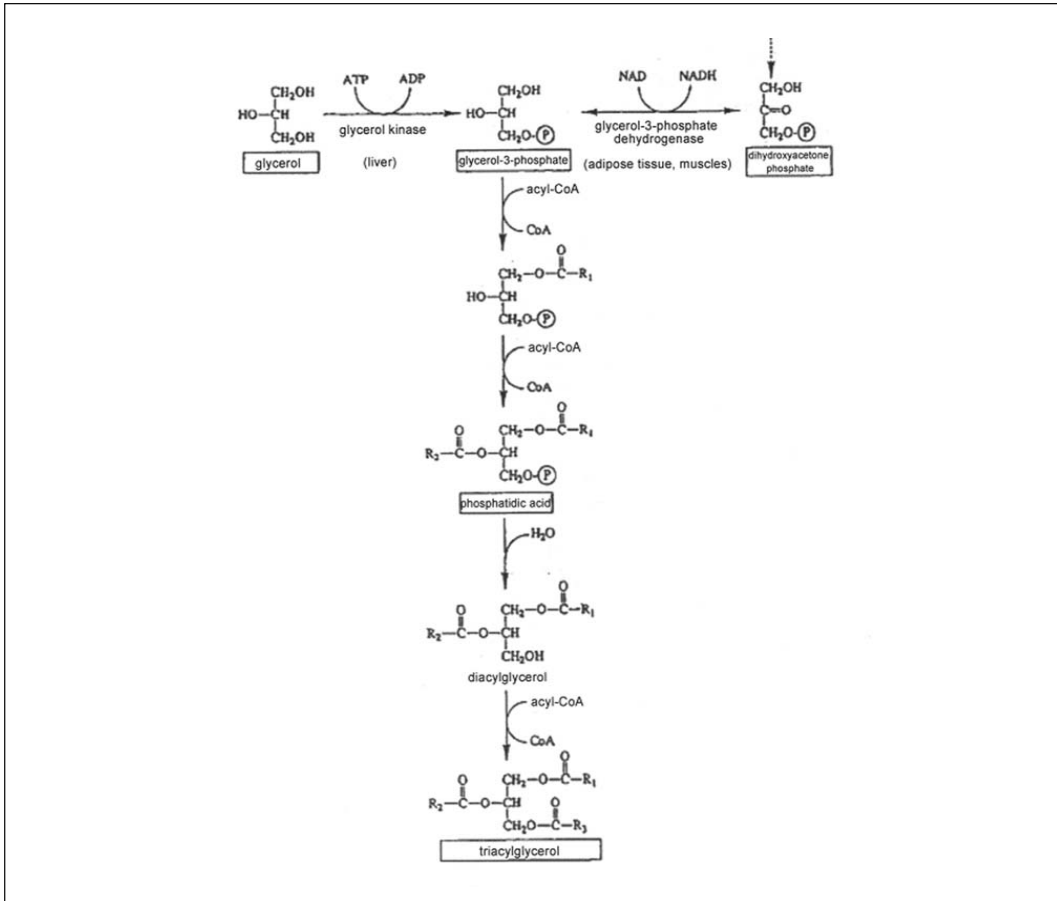 ATP ADP
NAD NADH
CH₂OH
HO—CH
CH₂OH
glycerol kinase
(liver)
glycerol
CH₂OH
HO—CH
CH₂O—P
glycerol-3-phosphate
glycerol-3-phosphate
dehydrogenase
(adipose tissue, muscles)
CH₂OH
C=O
CH₂O—P
dihydroxyacetone
phosphate
acyl-CoA
CoA
O
CH₂—O—C—R₁
HO—CH
CH₂O—P
acyl-CoA
CoA
O
O CH₂—O—C—R₁
R₂—C—O—CH
CH₂O—P
phosphatidic acid
H₂O
O
O CH₂—O—C—R₁
R₂—C—O—CH
CH₂OH
diacylglycerol
acyl-CoA
CoA
O
O CH₂—O—C—R₁
R₂—C—O—CH O
CH₂O—C—R₃
triacylglycerol